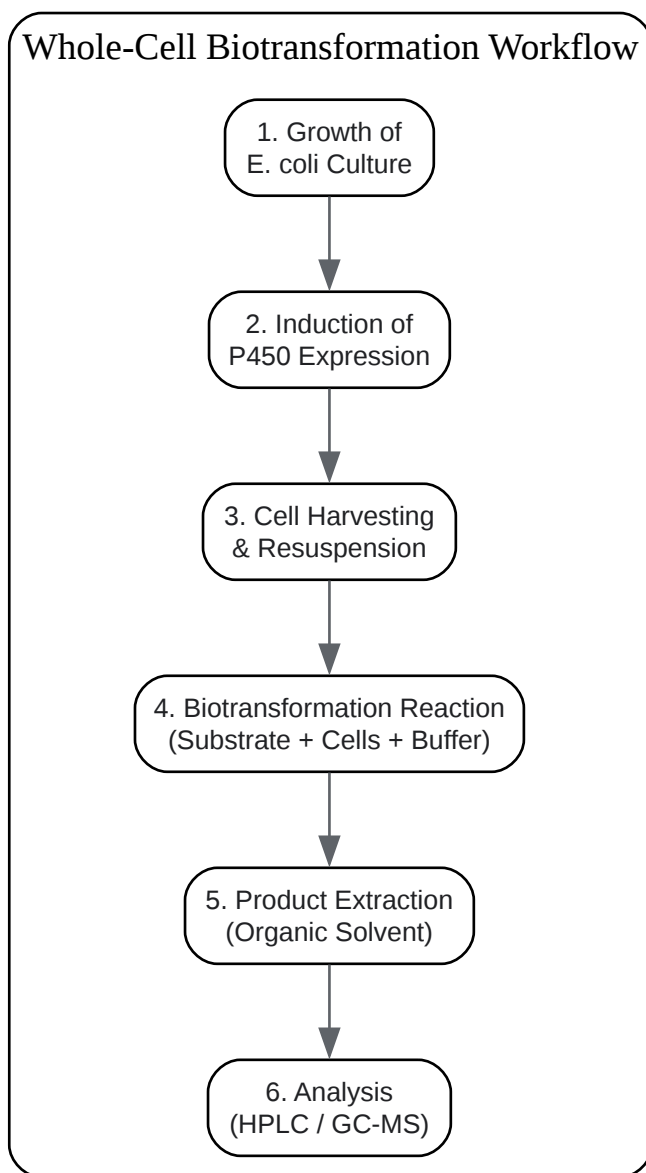 Whole-Cell Biotransformation Workflow
1. Growth of
E. coli Culture
2. Induction of
P450 Expression
3. Cell Harvesting
& Resuspension
4. Biotransformation Reaction
(Substrate + Cells + Buffer)
5. Product Extraction
(Organic Solvent)
6. Analysis
(HPLC / GC-MS)